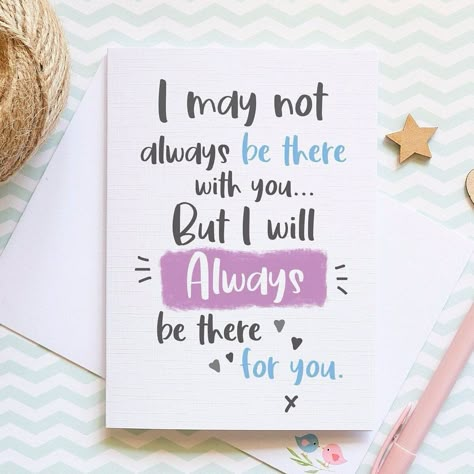 I may not
always be there
with you...
But I will
Always
be there
for you.
x